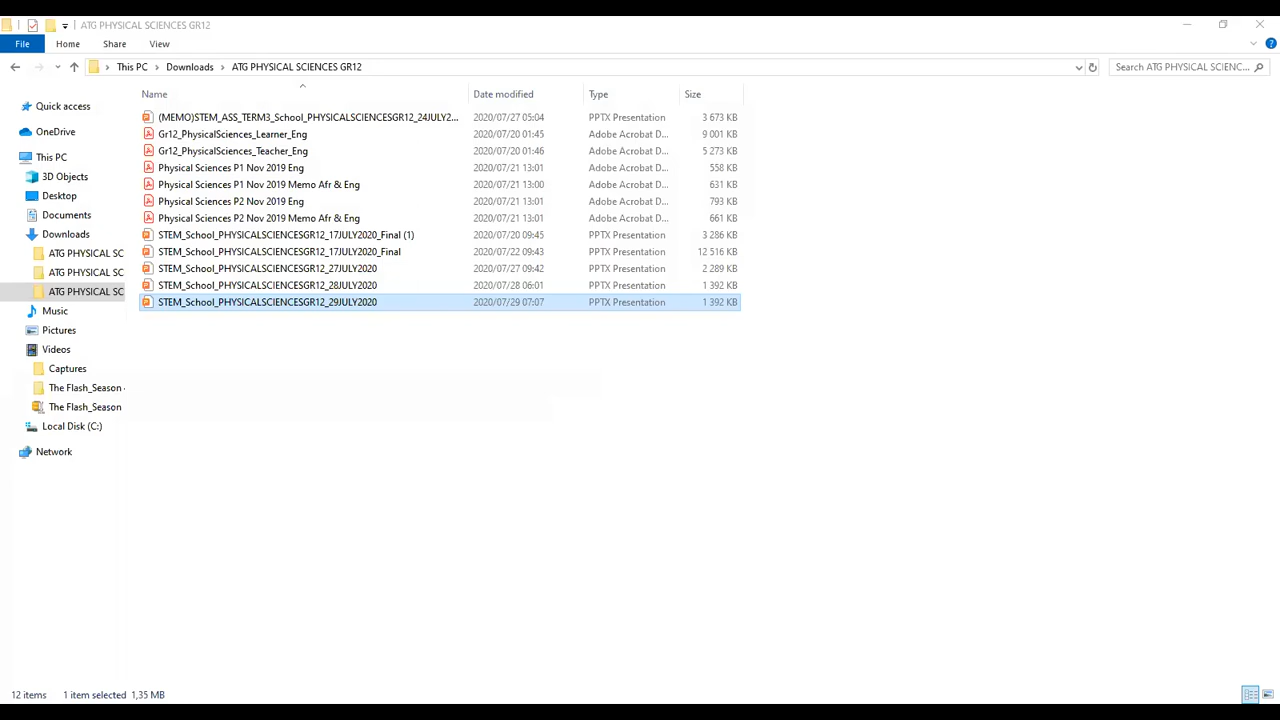 ATG PHYSICAL SCIENCES GR12
File Home Share View
This PC Downloads ATG PHYSICAL SCIENCES GR12 Search ATG PHYSICAL SCIENC...
Name Date modified Type Size
Quick access
OneDrive
This PC
3D Objects
Desktop
Documents
Downloads
ATG PHYSICAL SC
ATG PHYSICAL SC
ATG PHYSICAL SC
Music
Pictures
Videos
Captures
The Flash_Season
The Flash_Season
Local Disk (C:)
Network
(MEMO)STEM_ASS_TERM3_School_PHYSICALSCIENCESGR12_24JULY2... 2020/07/27 05:04 PPTX Presentation 3 673 KB
Gr12_PhysicalSciences_Learner_Eng 2020/07/20 01:45 Adobe Acrobat D... 9 001 KB
Gr12_PhysicalSciences_Teacher_Eng 2020/07/20 01:46 Adobe Acrobat D... 5 273 KB
Physical Sciences P1 Nov 2019 Eng 2020/07/21 13:01 Adobe Acrobat D... 558 KB
Physical Sciences P1 Nov 2019 Memo Afr & Eng 2020/07/21 13:00 Adobe Acrobat D... 631 KB
Physical Sciences P2 Nov 2019 Eng 2020/07/21 13:01 Adobe Acrobat D... 793 KB
Physical Sciences P2 Nov 2019 Memo Afr & Eng 2020/07/21 13:01 Adobe Acrobat D... 661 KB
STEM_School_PHYSICALSCIENCESGR12_17JULY2020_Final (1) 2020/07/20 09:45 PPTX Presentation 3 286 KB
STEM_School_PHYSICALSCIENCESGR12_17JULY2020_Final 2020/07/22 09:43 PPTX Presentation 12 516 KB
STEM_School_PHYSICALSCIENCESGR12_27JULY2020 2020/07/27 09:42 PPTX Presentation 2 289 KB
STEM_School_PHYSICALSCIENCESGR12_28JULY2020 2020/07/28 06:01 PPTX Presentation 1 392 KB
STEM_School_PHYSICALSCIENCESGR12_29JULY2020 2020/07/29 07:07 PPTX Presentation 1 392 KB
12 items 1 item selected 1,35 MB